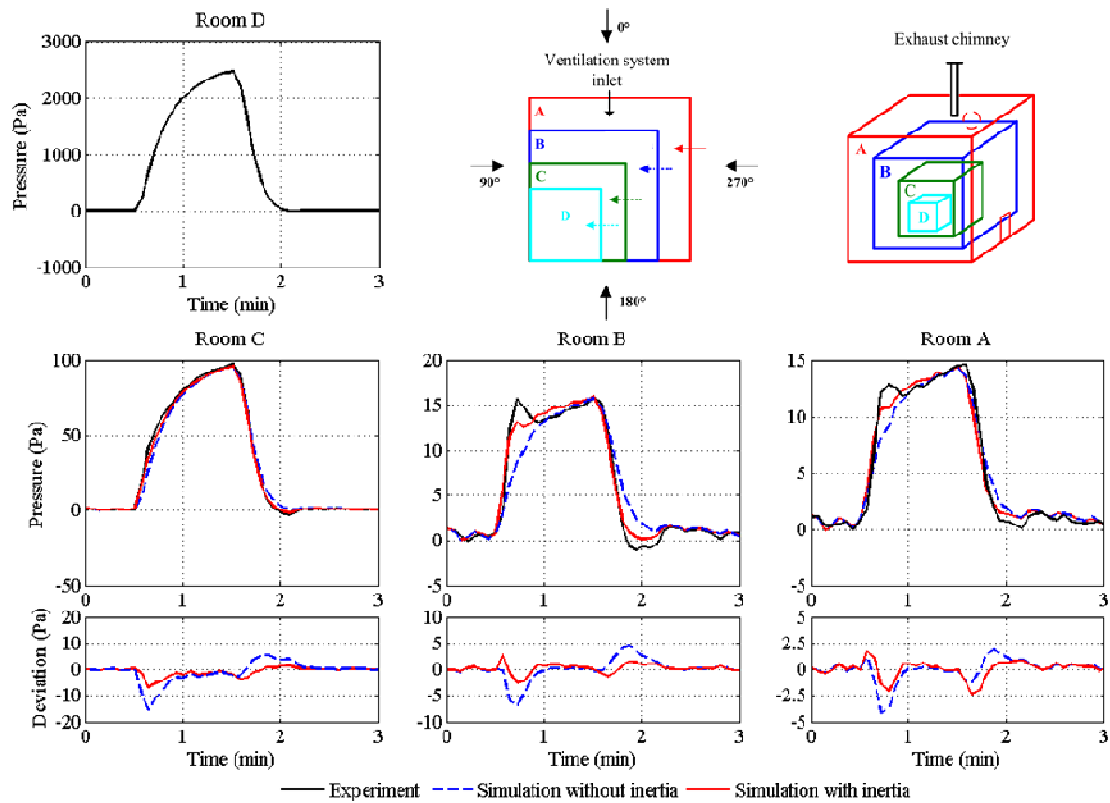 Room D
Pressure (Pa)
3000
2000
1000
0
-1000
0 1 2 3
Time (min)
0°
Ventilation system
inlet
A
B
C
D
90°
270°
180°
Exhaust chimney
A
B
C
D
Room C
Pressure (Pa)
100
50
0
-50
0 1 2 3
Room B
20
15
10
5
0
-5
0 1 2 3
Room A
15
10
5
0
-5
0 1 2 3
Deviation (Pa)
20
10
0
-10
-20
0 1 2 3
Time (min)
10
5
0
-5
-10
0 1 2 3
Time (min)
5
2.5
0
-2.5
5
0 1 2 3
Time (min)
Experiment Simulation without inertia Simulation with inertia